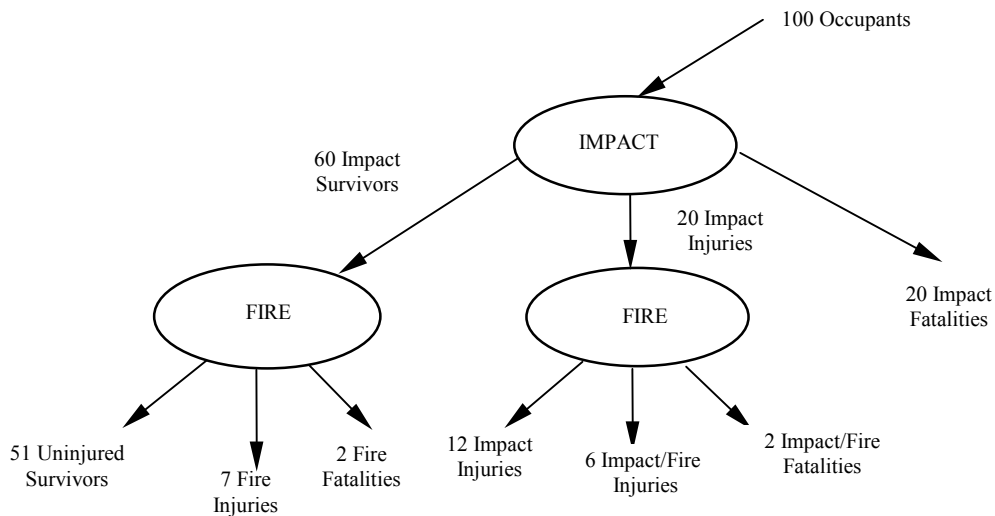 100 Occupants
IMPACT
60 Impact
Survivors
20 Impact
Injuries
20 Impact
Fatalities
FIRE
FIRE
51 Uninjured
Survivors
7 Fire
Injuries
2 Fire
Fatalities
12 Impact
Injuries
6 Impact/Fire
Injuries
2 Impact/Fire
Fatalities